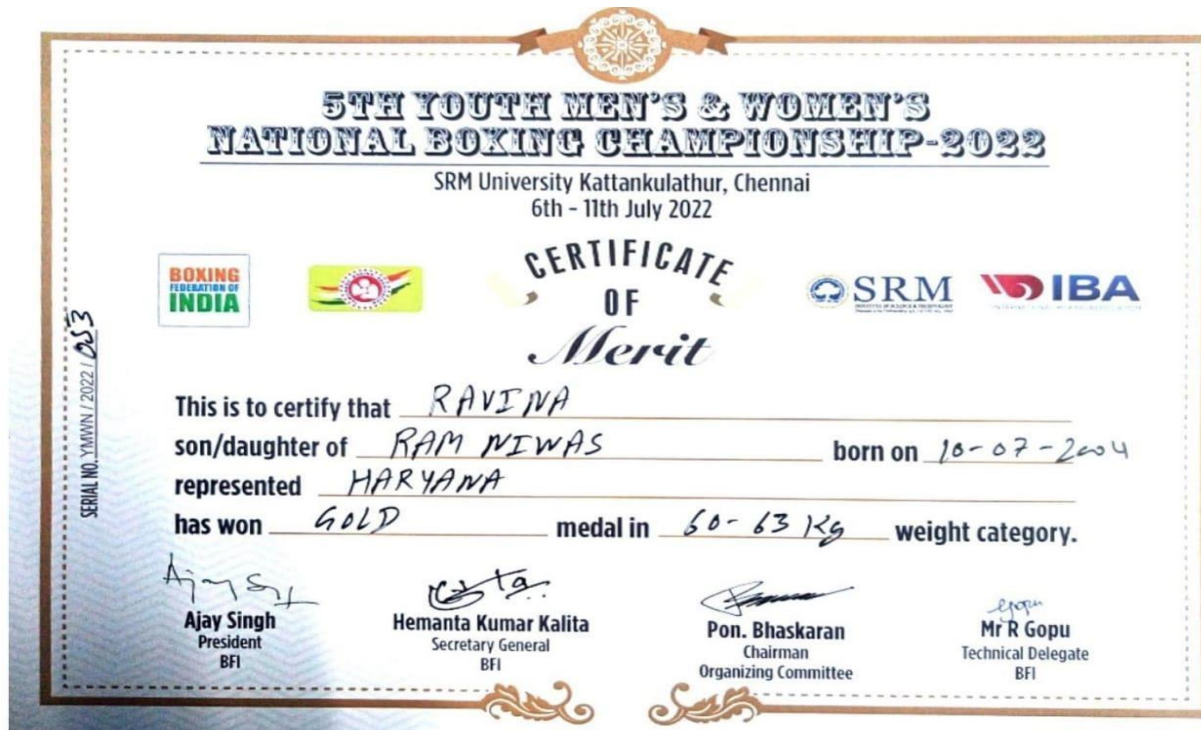 5TH YOUTH MEN'S & WOMEN'S
NATIONAL BOXING CHAMPIONSHIP-2022
SRM University Kattankulathur, Chennai
6th - 11th July 2022
BOXING
FEDERATION OF
INDIA
CERTIFICATE
OF
Merit
SRM
IBA
SERIAL NO. YMWN / 2022 / 053
This is to certify that RAVINA
son/daughter of RAM NIWAS born on 10-07-2004
represented HARYANA
has won GOLD medal in 60-63 Kg weight category.
Ajay Singh
President
BFI
Hemanta Kumar Kalita
Secretary General
BFI
Pon. Bhaskaran
Chairman
Organizing Committee
Gopu
Mr R Gopu
Technical Delegate
BFI